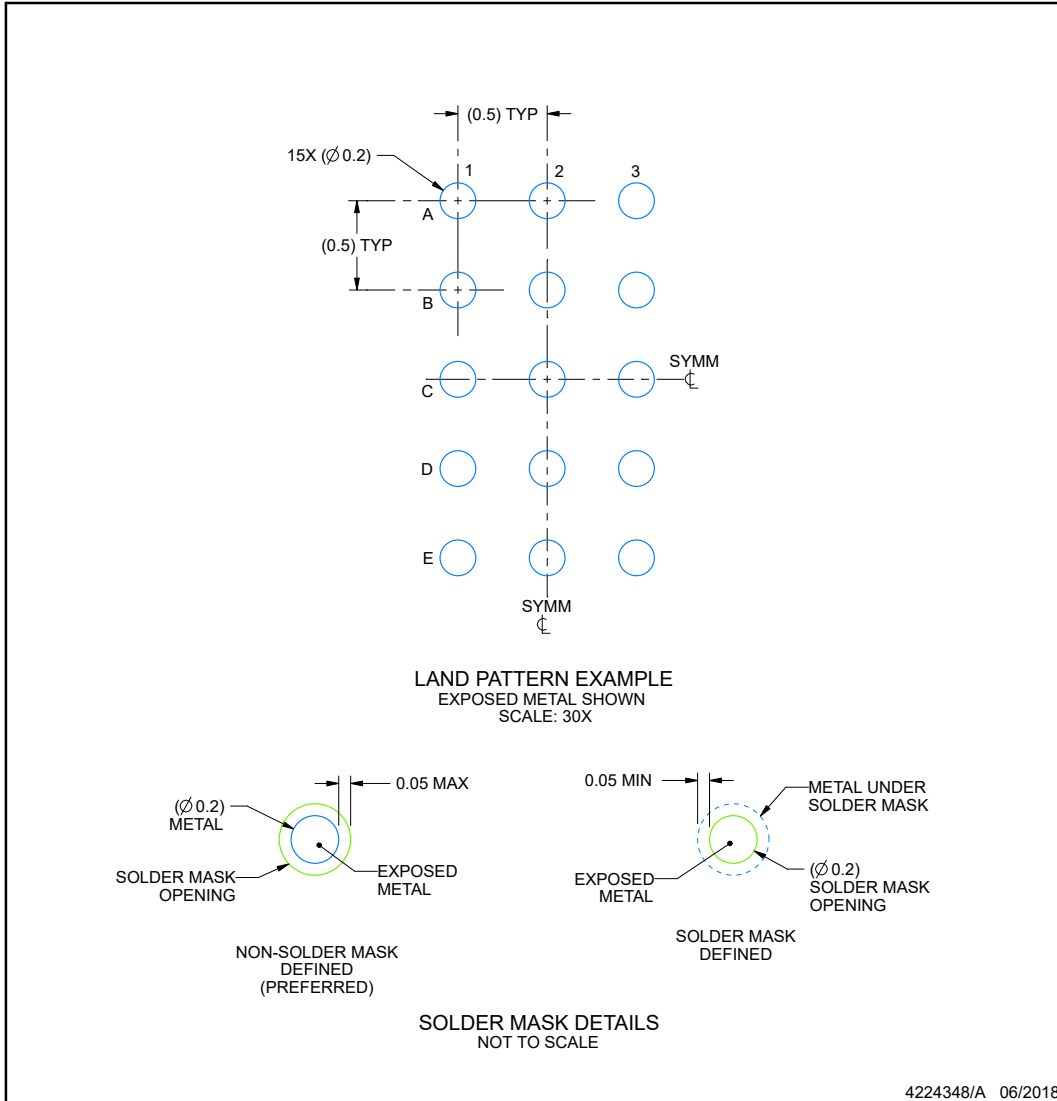 (0.5) TYP
15X (∅ 0.2)
1
2
3
A
(0.5) TYP
B
SYMM
℄
C
D
E
SYMM
℄
LAND PATTERN EXAMPLE
EXPOSED METAL SHOWN
SCALE: 30X
(∅ 0.2)
METAL
0.05 MAX
SOLDER MASK
OPENING
EXPOSED
METAL
NON-SOLDER MASK
DEFINED
(PREFERRED)
0.05 MIN
METAL UNDER
SOLDER MASK
EXPOSED
METAL
(∅ 0.2)
SOLDER MASK
OPENING
SOLDER MASK
DEFINED
SOLDER MASK DETAILS
NOT TO SCALE
4224348/A 06/2018